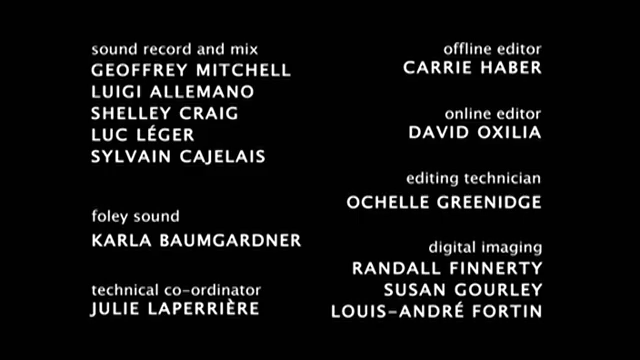 sound record and mix
GEOFFREY MITCHELL
LUIGI ALLEMANO
SHELLEY CRAIG
LUC LÉGER
SYLVAIN CAJELAIS
foley sound
KARLA BAUMGARDNER
technical co-ordinator
JULIE LAPERRIÈRE
offline editor
CARRIE HABER
online editor
DAVID OXILIA
editing technician
OCHELLE GREENIDGE
digital imaging
RANDALL FINNERTY
SUSAN GOURLEY
LOUIS-ANDRÉ FORTIN